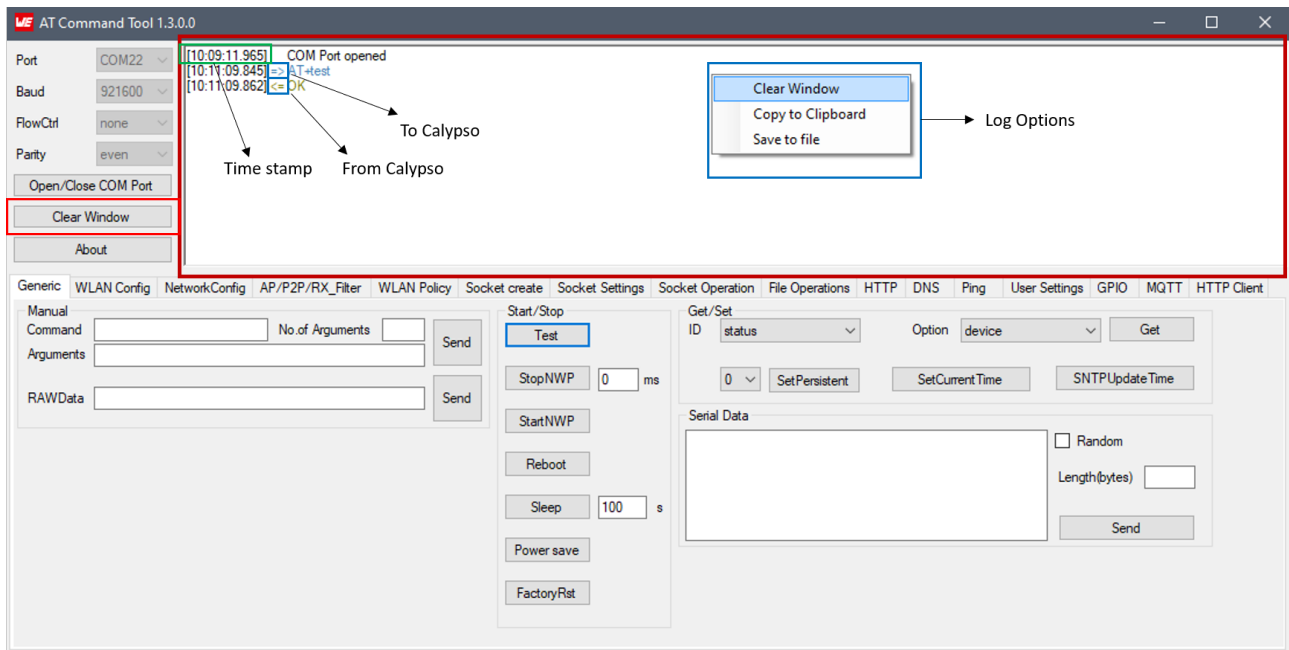 WE AT Command Tool 1.3.0.0
Port COM22
Baud 921600
FlowCtrl none
Parity even
Open/Close COM Port
Clear Window
About
[10:09:11.965] COM Port opened
[10:11:09.845] => AT+test
[10:11:09.862] <= OK
To Calypso
Time stamp
From Calypso
Clear Window
Copy to Clipboard
Save to file
Log Options
Generic WLAN Config NetworkConfig AP/P2P/RX_Filter WLAN Policy Socket create Socket Settings Socket Operation File Operations HTTP DNS Ping User Settings GPIO MQTT HTTP Client
Manual
Command No.of Arguments Send
Arguments
RAWData Send
Start/Stop
Test
StopNWP 0 ms
StartNWP
Reboot
Sleep 100 s
Power save
FactoryRst
Get/Set
ID status Option device Get
0 SetPersistent SetCurrentTime SNTPUpdateTime
Serial Data
Random
Length(bytes)
Send